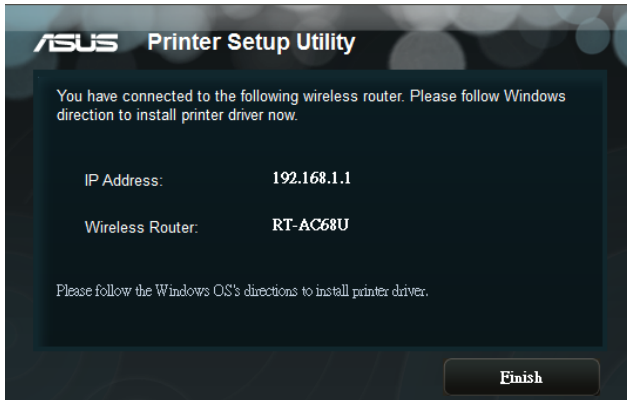 ASUS Printer Setup Utility
You have connected to the following wireless router. Please follow Windows
direction to install printer driver now.
IP Address: 192.168.1.1
Wireless Router: RT-AC68U
Please follow the Windows OS's directions to install printer driver.
Finish